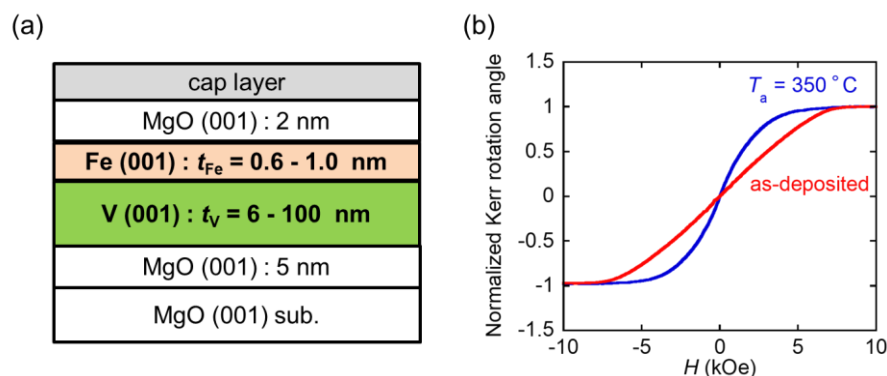 (a)
cap layer
MgO (001) : 2 nm
Fe (001) : tFe = 0.6 - 1.0 nm
V (001) : tV = 6 - 100 nm
MgO (001) : 5 nm
MgO (001) sub.
(b)
Normalized Kerr rotation angle
1.5
1
0.5
0
-0.5
-1
-1.5
Ta = 350 °C
as-deposited
-10
-5
0
5
10
H (kOe)